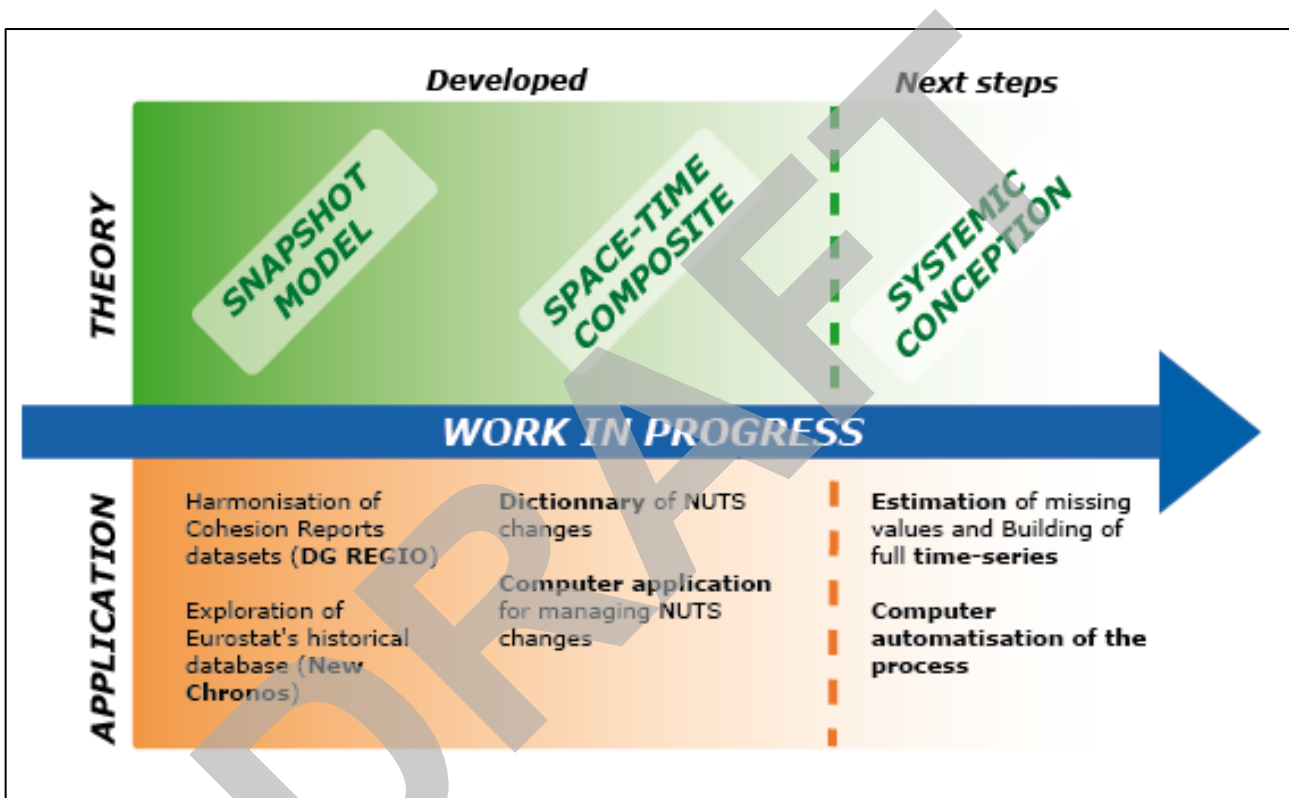 Developed
Next steps
THEORY
SNAPSHOT
MODEL
SPACE-TIME
COMPOSITE
SYSTEMIC
CONCEPTION
WORK IN PROGRESS
APPLICATION
Harmonisation of
Cohesion Reports
datasets (DG REGIO)
Exploration of
Eurostat's historical
database (New
Chronos)
Dictionnary of NUTS
changes
Computer application
for managing NUTS
changes
Estimation of missing
values and Building of
full time-series
Computer
automatisation of the
process
DRAFT